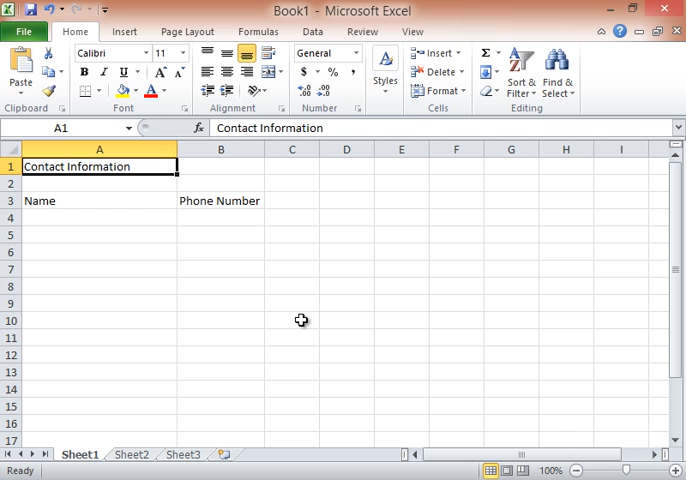 Book1 - Microsoft Excel
File Home Insert Page Layout Formulas Data Review View
Paste
Clipboard
Calibri 11
B I U
Font
Alignment
General
$ % ,
Number
Styles
Insert
Delete
Format
Cells
Sort & Filter
Find & Select
Editing
A1 fx Contact Information
A B C D E F G H I
1 Contact Information
2
3 Name Phone Number
4
5
6
7
8
9
10
11
12
13
14
15
16
17
Sheet1 Sheet2 Sheet3
Ready 100%